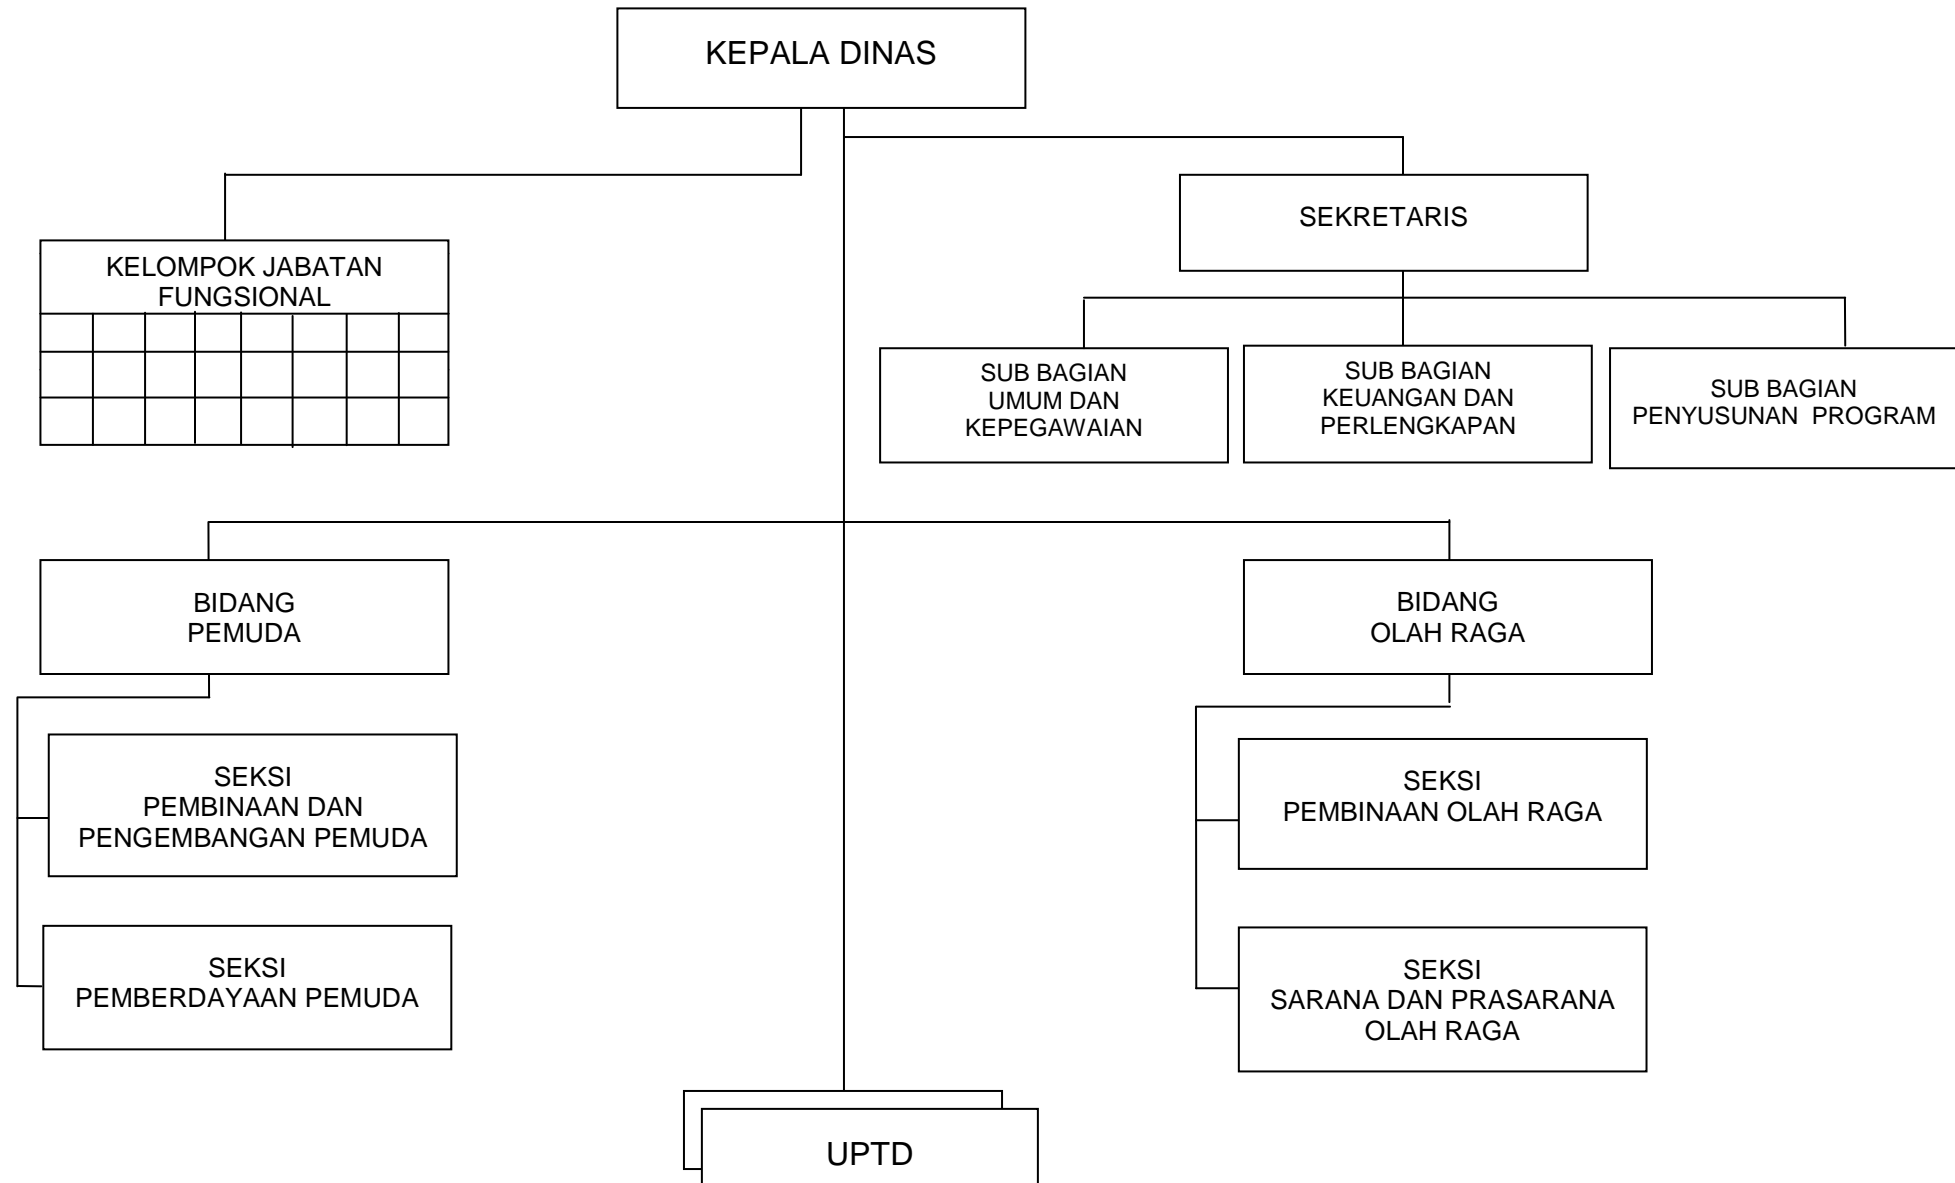 KEPALA DINAS
SEKRETARIS
KELOMPOK JABATAN
FUNGSIONAL
SUB BAGIAN
UMUM DAN
KEPEGAWAIAN
SUB BAGIAN
KEUANGAN DAN
PERLENGKAPAN
SUB BAGIAN
PENYUSUNAN PROGRAM
BIDANG
PEMUDA
BIDANG
OLAH RAGA
SEKSI
PEMBINAAN DAN
PENGEMBANGAN PEMUDA
SEKSI
PEMBINAAN OLAH RAGA
SEKSI
PEMBERDAYAAN PEMUDA
SEKSI
SARANA DAN PRASARANA
OLAH RAGA
UPTD